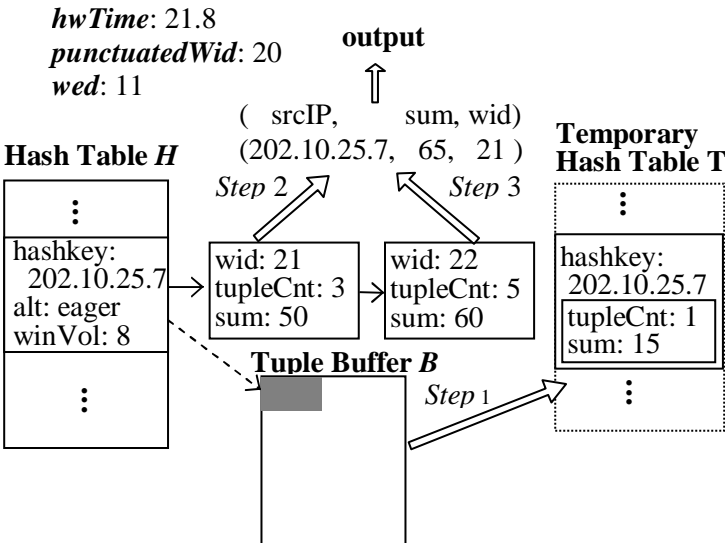 hwTime: 21.8
punctuatedWid: 20
wed: 11
output
( srcIP, sum, wid)
(202.10.25.7, 65, 21 )
Hash Table H
Temporary
Hash Table T
Step 2
Step 3
hashkey:
202.10.25.7
alt: eager
winVol: 8
wid: 21
tupleCnt: 3
sum: 50
wid: 22
tupleCnt: 5
sum: 60
hashkey:
202.10.25.7
tupleCnt: 1
sum: 15
Tuple Buffer B
Step 1